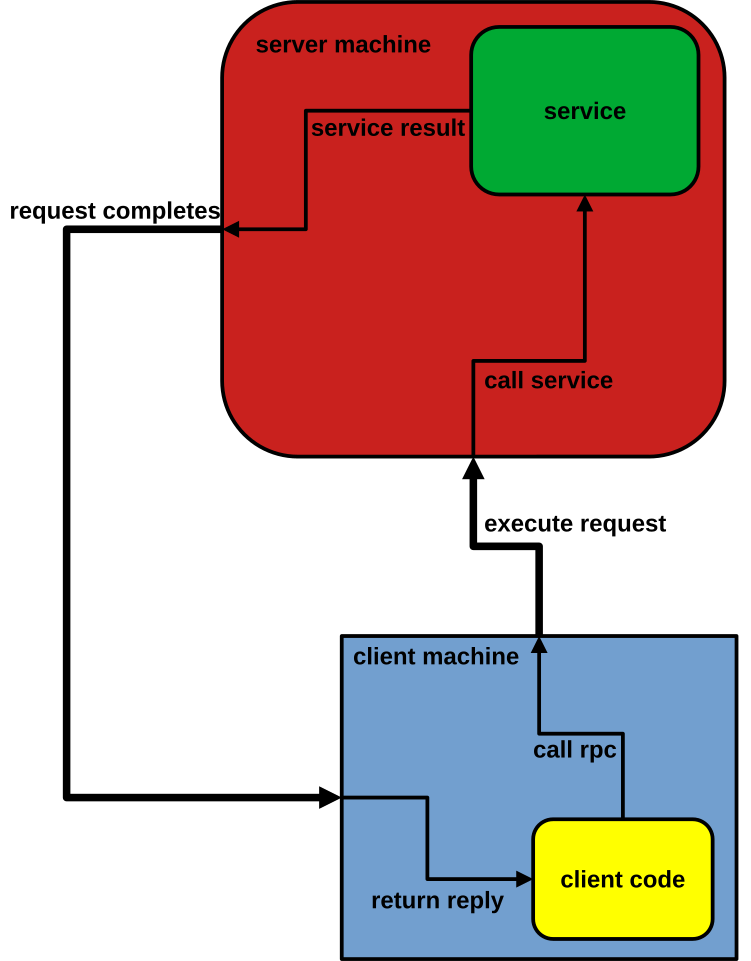 server machine
service
service result
request completes
call service
execute request
client machine
call rpc
client code
return reply